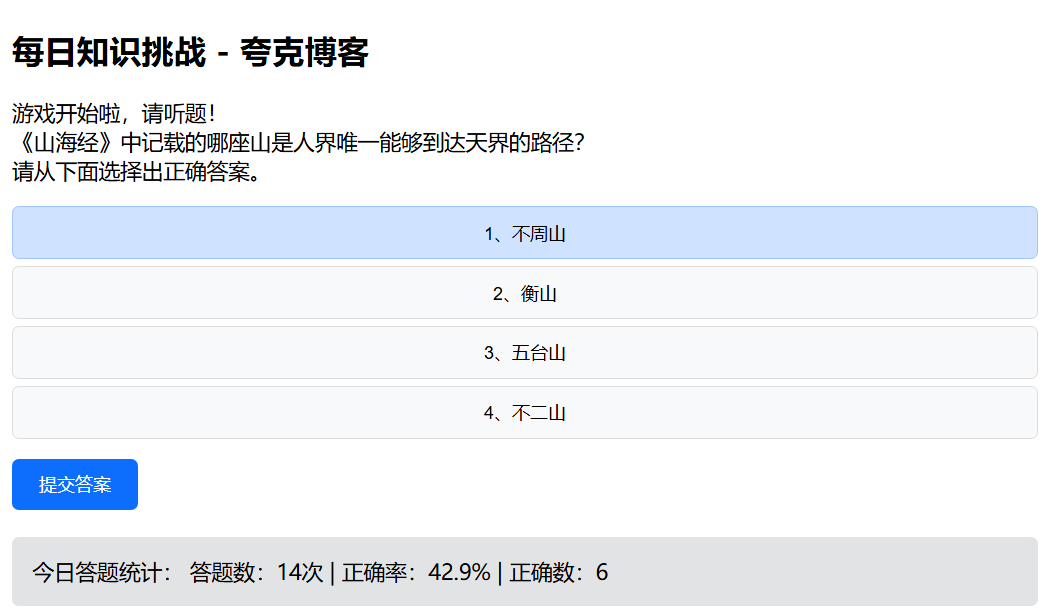 每日知识挑战 - 夸克博客
游戏开始啦，请听题！
《山海经》中记载的哪座山是人界唯一能够到达天界的路径？
请从下面选择出正确答案。
1、不周山
2、衡山
3、五台山
4、不二山
提交答案
今日答题统计： 答题数：14次 | 正确率：42.9% | 正确数：6